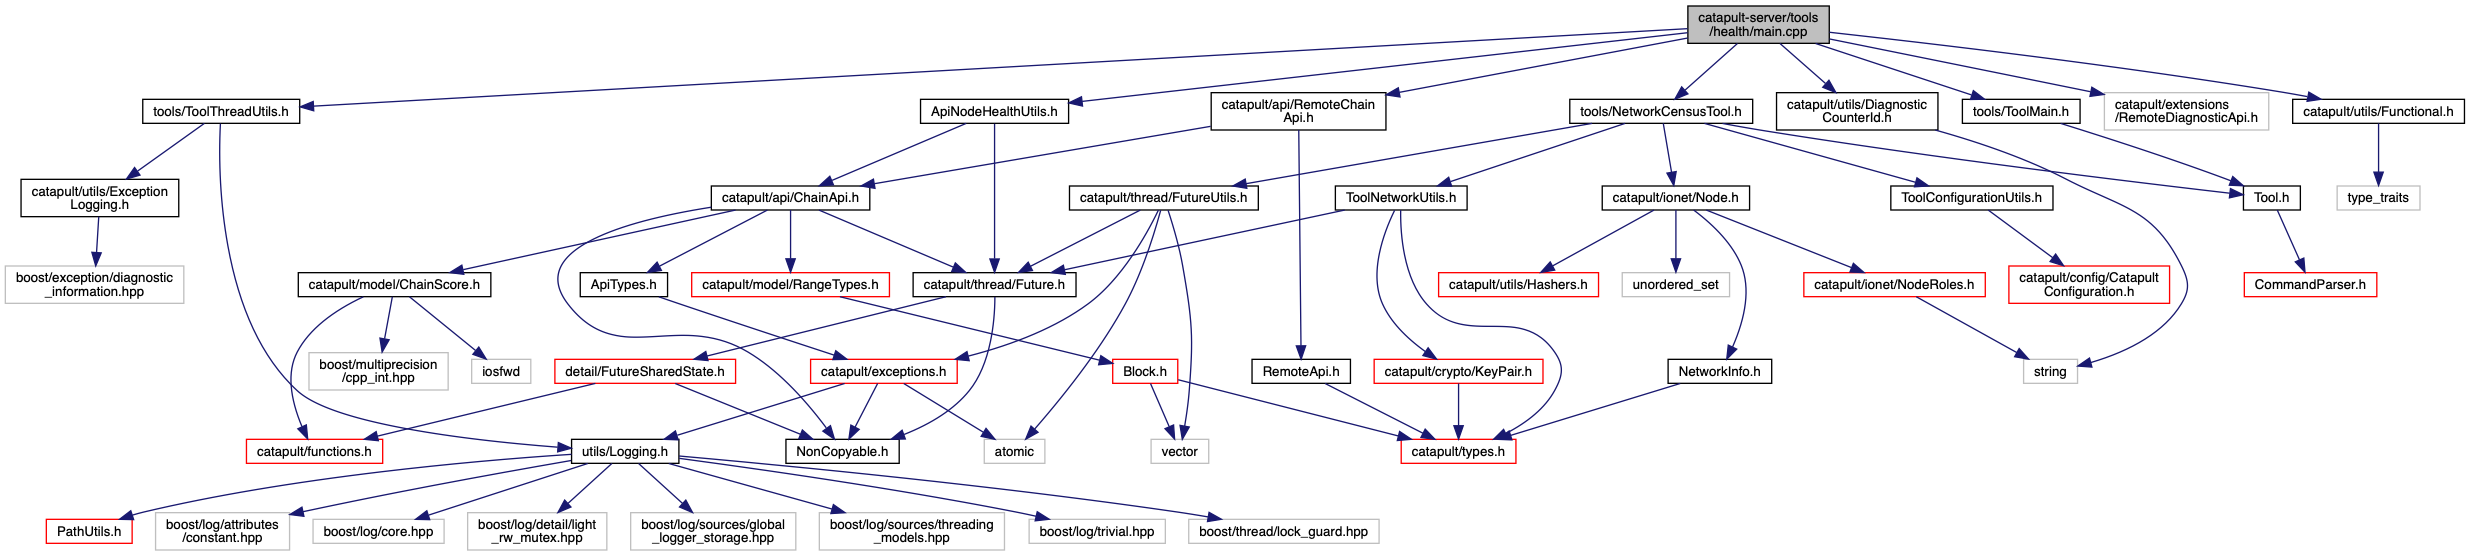 catapult-server/tools
/health/main.cpp
tools/ToolThreadUtils.h
ApiNodeHealthUtils.h
catapult/api/RemoteChain
Api.h
tools/NetworkCensusTool.h
catapult/utils/Diagnostic
CounterId.h
tools/ToolMain.h
catapult/extensions
/RemoteDiagnosticApi.h
catapult/utils/Functional.h
catapult/utils/Exception
Logging.h
catapult/api/ChainApi.h
catapult/thread/FutureUtils.h
ToolNetworkUtils.h
catapult/ionet/Node.h
ToolConfigurationUtils.h
Tool.h
type_traits
boost/exception/diagnostic
_information.hpp
catapult/model/ChainScore.h
ApiTypes.h
catapult/model/RangeTypes.h
catapult/thread/Future.h
catapult/utils/Hashers.h
unordered_set
catapult/ionet/NodeRoles.h
catapult/config/Catapult
Configuration.h
CommandParser.h
boost/multiprecision
/cpp_int.hpp
iosfwd
detail/FutureSharedState.h
catapult/exceptions.h
Block.h
RemoteApi.h
catapult/crypto/KeyPair.h
NetworkInfo.h
string
catapult/functions.h
utils/Logging.h
NonCopyable.h
atomic
vector
catapult/types.h
PathUtils.h
boost/log/attributes
/constant.hpp
boost/log/core.hpp
boost/log/detail/light
_rw_mutex.hpp
boost/log/sources/global
_logger_storage.hpp
boost/log/sources/threading
_models.hpp
boost/log/trivial.hpp
boost/thread/lock_guard.hpp